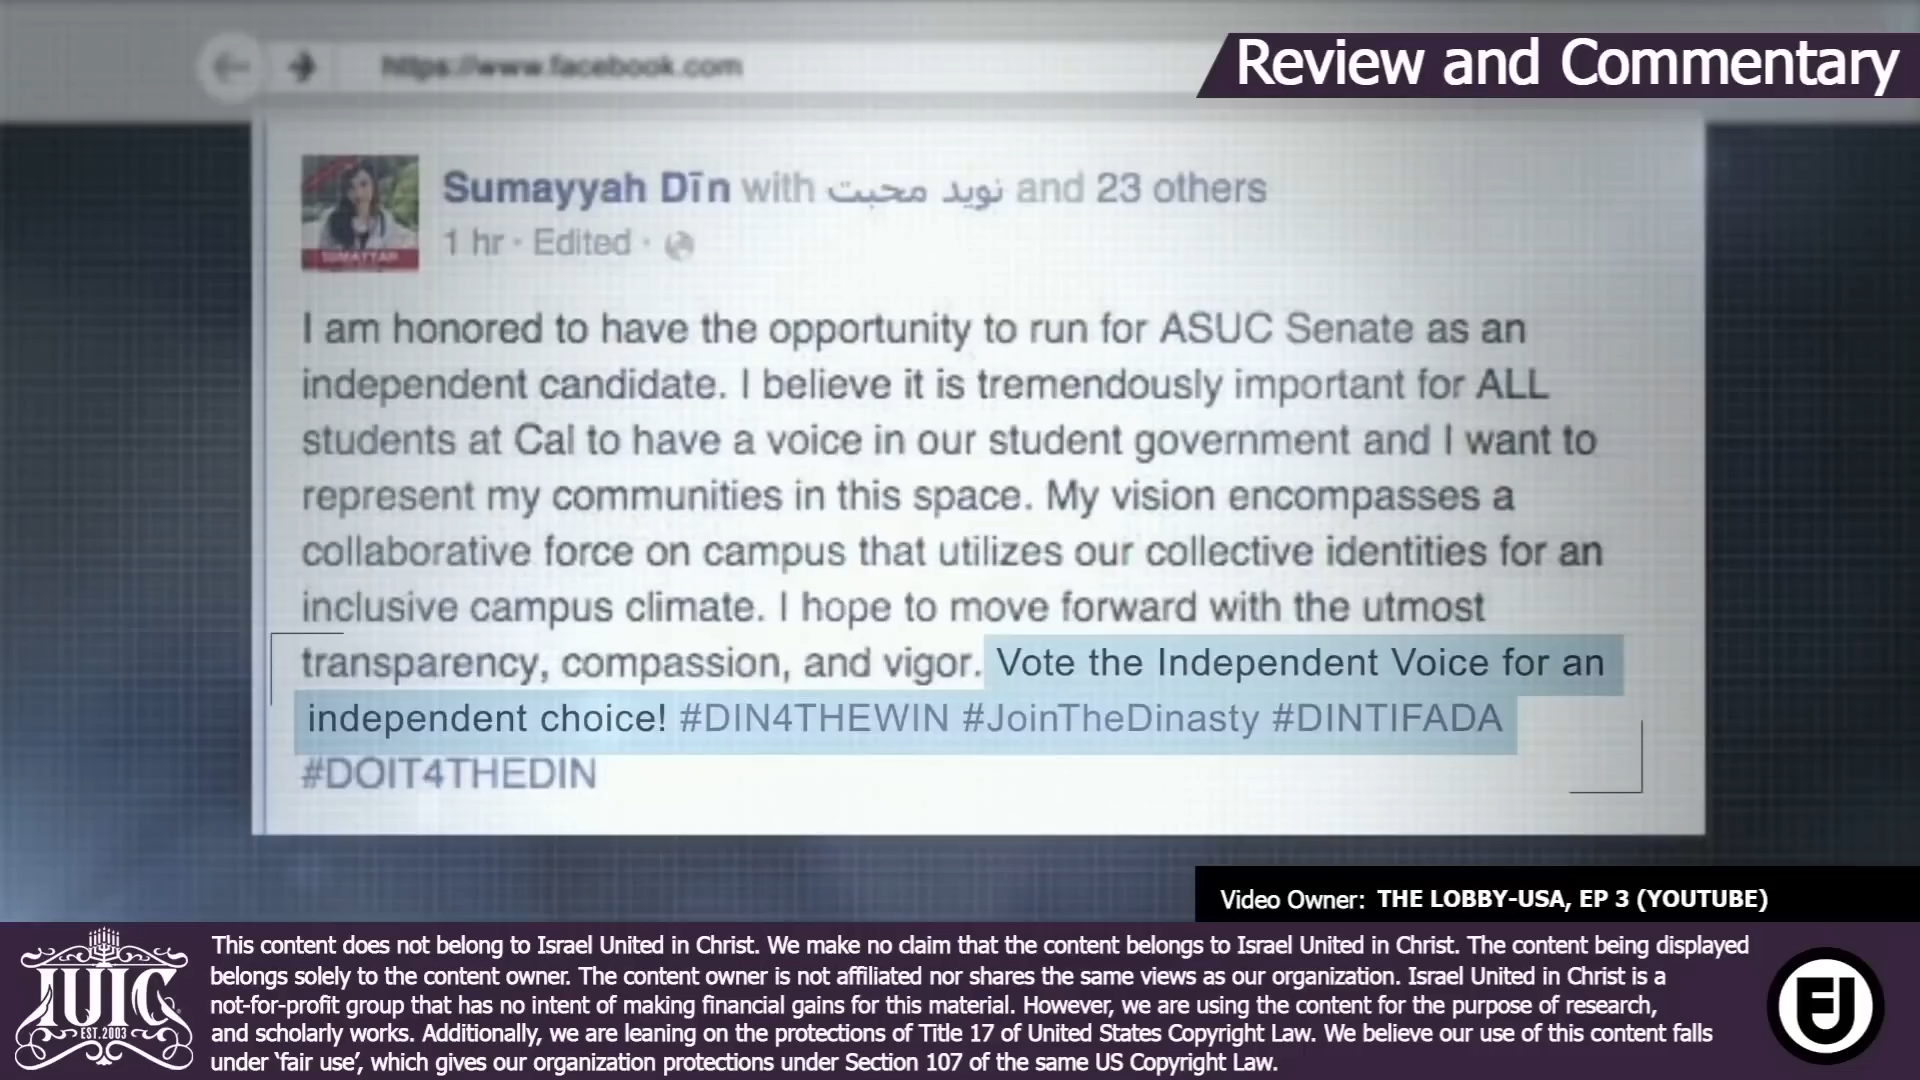 https://www.facebook.com
Review and Commentary
Sumayyah Dīn with نوید محبت and 23 others
1 hr · Edited ·
SUMAYYAH
I am honored to have the opportunity to run for ASUC Senate as an
independent candidate. I believe it is tremendously important for ALL
students at Cal to have a voice in our student government and I want to
represent my communities in this space. My vision encompasses a
collaborative force on campus that utilizes our collective identities for an
inclusive campus climate. I hope to move forward with the utmost
transparency, compassion, and vigor. Vote the Independent Voice for an
independent choice! #DIN4THEWIN #JoinTheDinasty #DINTIFADA
#DOIT4THEDIN
Video Owner: THE LOBBY-USA, EP 3 (YOUTUBE)
IUIC
EST. 2003
This content does not belong to Israel United in Christ. We make no claim that the content belongs to Israel United in Christ. The content being displayed
belongs solely to the content owner. The content owner is not affiliated nor shares the same views as our organization. Israel United in Christ is a
not-for-profit group that has no intent of making financial gains for this material. However, we are using the content for the purpose of research,
and scholarly works. Additionally, we are leaning on the protections of Title 17 of United States Copyright Law. We believe our use of this content falls
under 'fair use', which gives our organization protections under Section 107 of the same US Copyright Law.